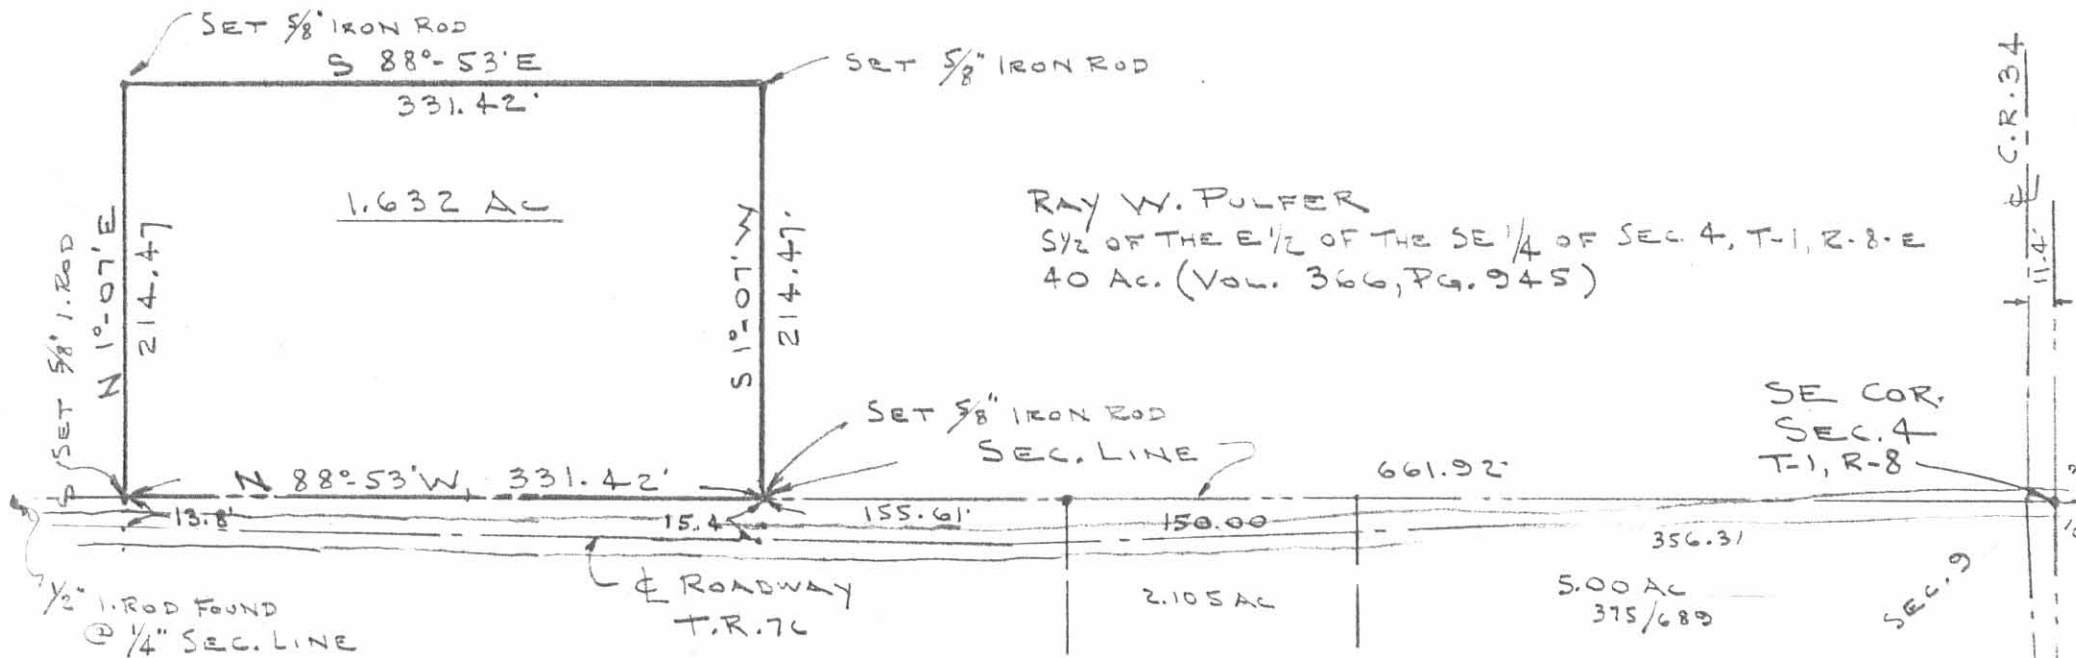 SET 5/8" IRON ROD
S 88°-53'E
331.42'
SET 5/8" IRON ROD
1.632 AC
N 1°-07'E
214.47
SET 5/8" I.ROD
S 1°-07'W
214.47'
RAY W. PULFER
S1/2 OF THE E1/2 OF THE SE 1/4 OF SEC. 4, T-1, R-8-E
40 AC. (VOL. 366, PG. 945)
℄ C.R. 34
11.4'
SET 5/8" IRON ROD
SEC. LINE
SE COR.
SEC. 4
T-1, R-8
N 88°53'W, 331.42'
661.92'
13.8'
15.4
155.61'
150.00
356.31
℄ ROADWAY
T.R. 76
2.105 AC
5.00 AC
375/689
SEC. 9
1/2" I.ROD FOUND
@ 1/4" SEC. LINE